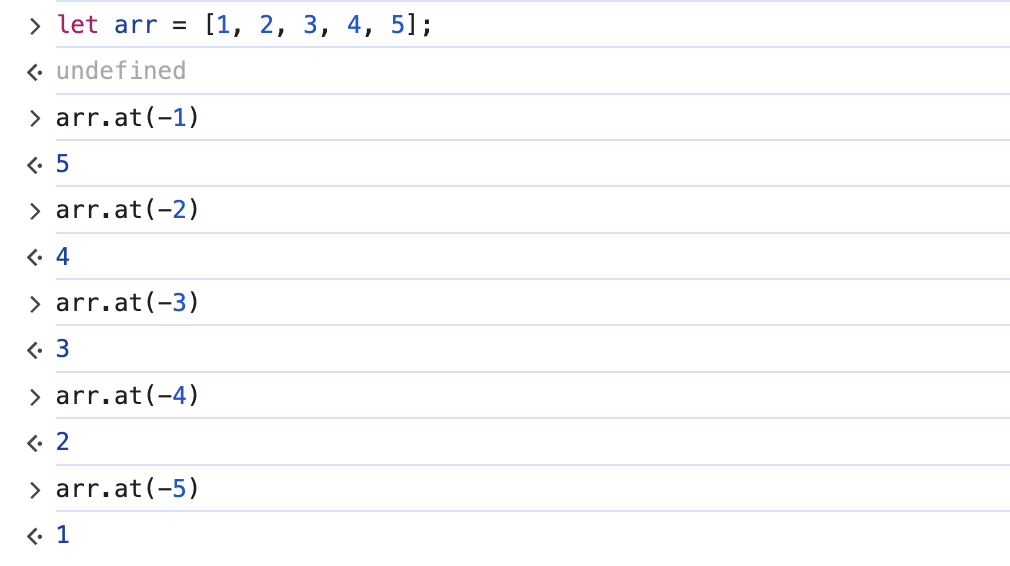 > let arr = [1, 2, 3, 4, 5];
<· undefined
> arr.at(-1)
<· 5
> arr.at(-2)
<· 4
> arr.at(-3)
<· 3
> arr.at(-4)
<· 2
> arr.at(-5)
<· 1